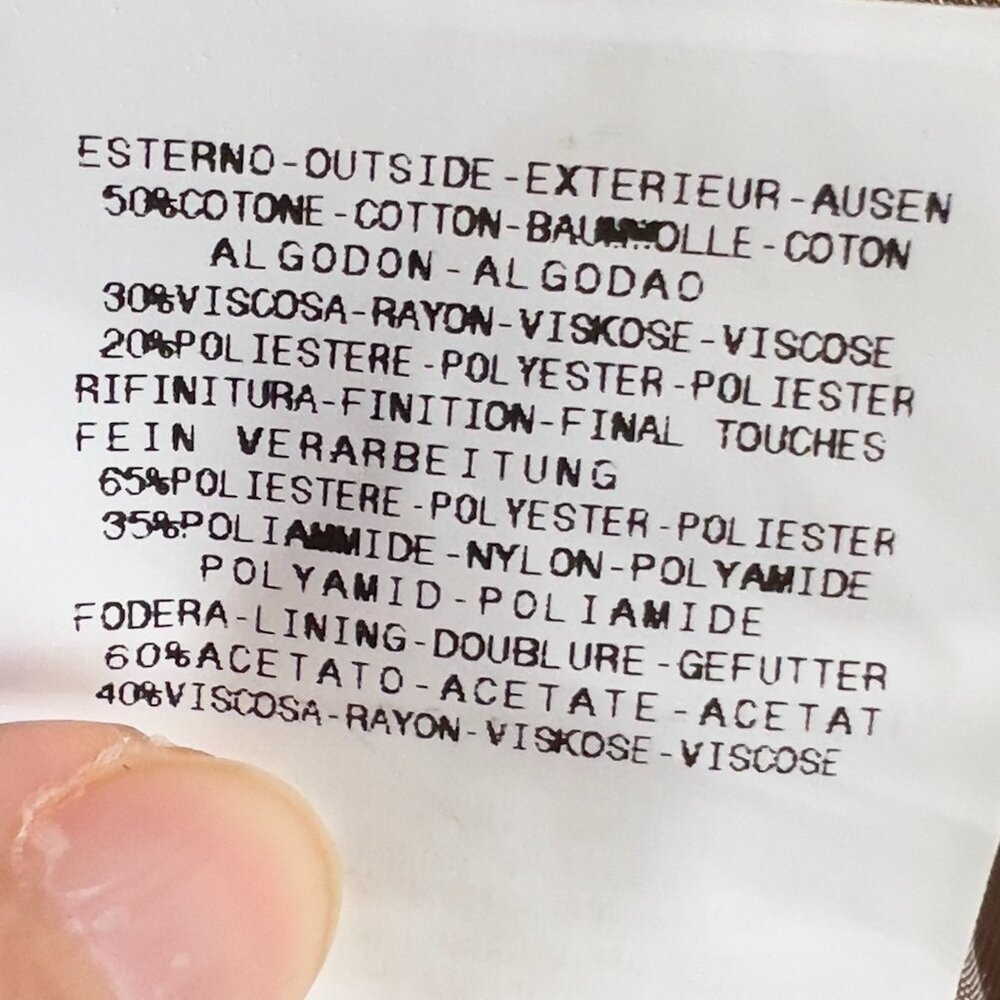 ESTERNO-OUTSIDE-EXTERIEUR-AUSEN
50%COTONE-COTTON-BAUMWOLLE-COTON
ALGODON-ALGODAO
30%VISCOSA-RAYON-VISKOSE-VISCOSE
20%POLIESTERE-POLYESTER-POLIESTER
RIFINITURA-FINITION-FINAL TOUCHES
FEIN VERARBEITUNG
65%POLIESTERE-POLYESTER-POLIESTER
35%POLIAMMIDE-NYLON-POLYAMIDE
POLYAMID-POLIAMIDE
FODERA-LINING-DOUBLURE-GEFUTTER
60%ACETATO-ACETATE-ACETAT
40%VISCOSA-RAYON-VISKOSE-VISCOSE